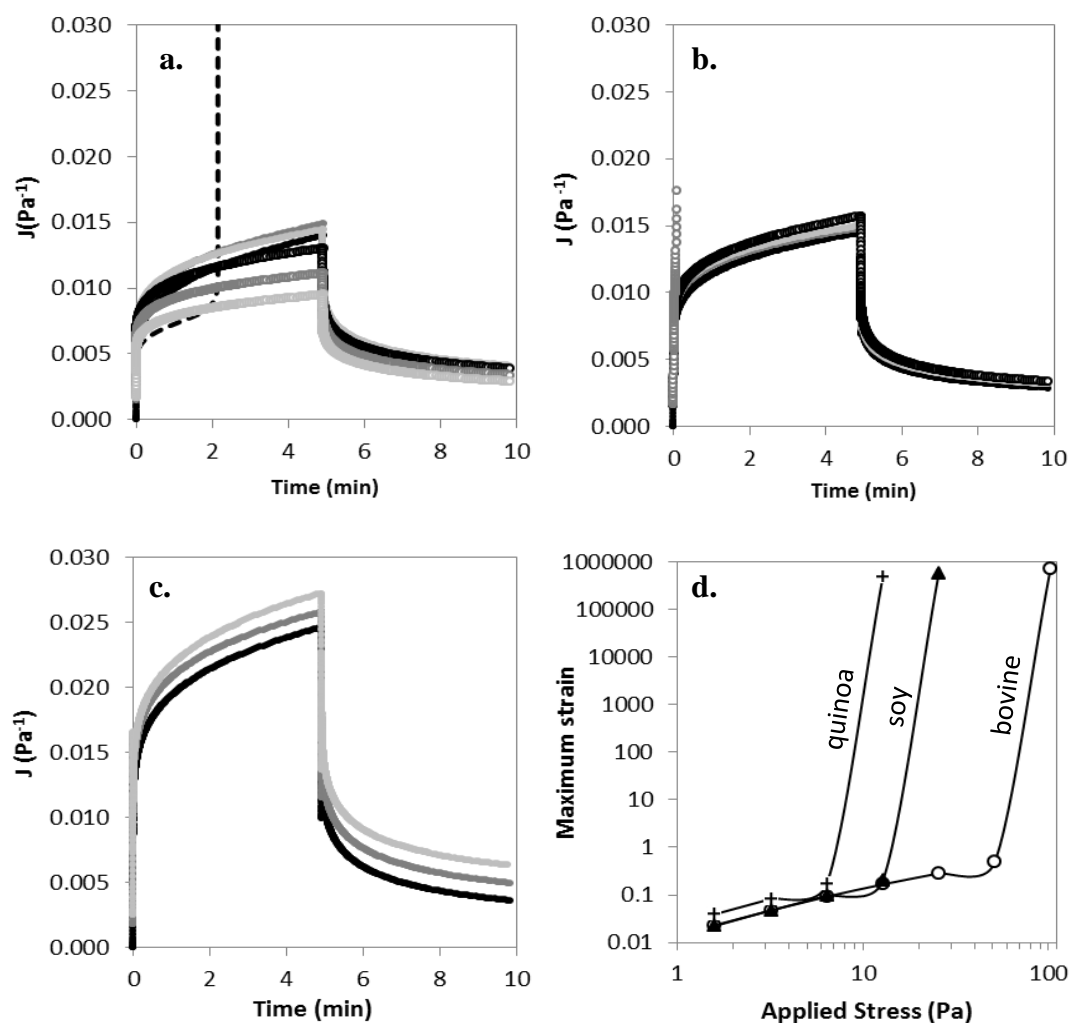 a.
0.030
0.025
0.020
0.015
0.010
0.005
0.000
J(Pa⁻¹)
0 2 4 6 8 10
Time (min)
b.
0.030
0.025
0.020
0.015
0.010
0.005
0.000
J (Pa⁻¹)
0 2 4 6 8 10
Time (min)
c.
0.030
0.025
0.020
0.015
0.010
0.005
0.000
J (Pa⁻¹)
0 2 4 6 8 10
Time (min)
d.
1000000
100000
10000
1000
100
10
1
0.1
0.01
Maximum strain
quinoa
soy
bovine
1 10 100
Applied Stress (Pa)